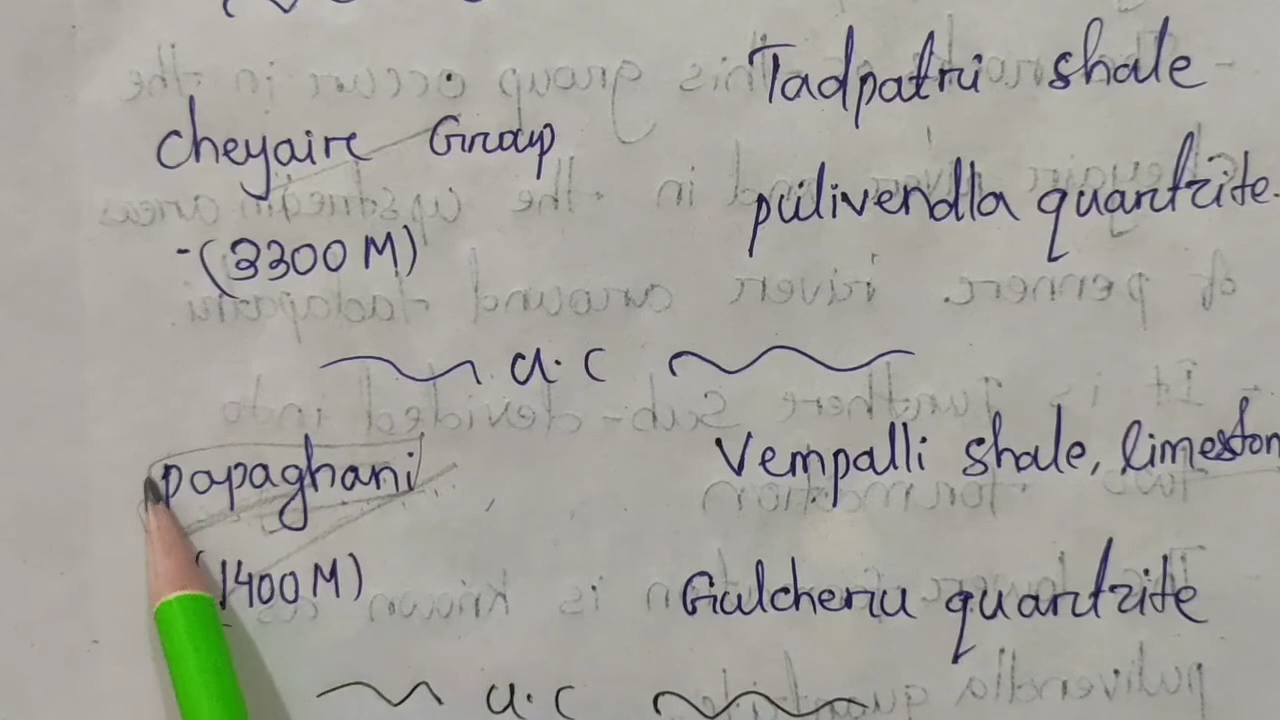 Tadpatri shale
cheyaire Group
pulivendla quartzite.
-(3300 M)
u.c
papaghani
Vempalli shale, limeston
(1400 M)
Gulcheru quartzite
u.c